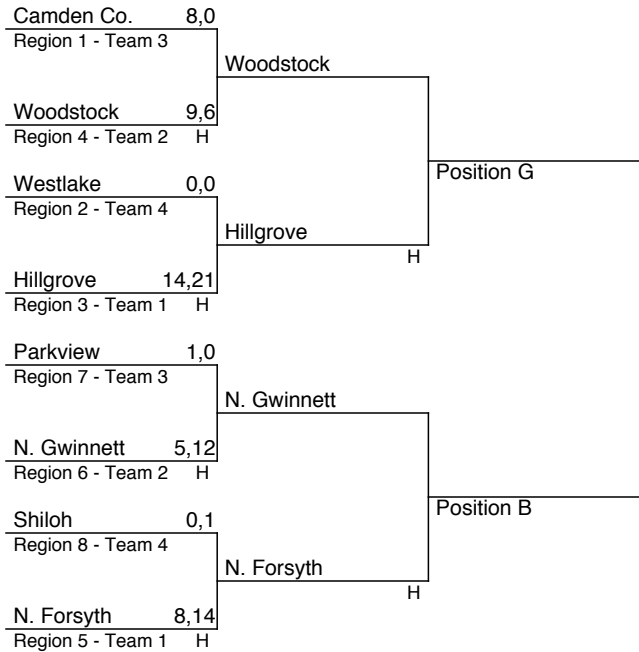 Camden Co. 8,0
Region 1 - Team 3
Woodstock
Woodstock 9,6
Region 4 - Team 2 H
Position G
Westlake 0,0
Region 2 - Team 4
Hillgrove
H
Hillgrove 14,21
Region 3 - Team 1 H
Parkview 1,0
Region 7 - Team 3
N. Gwinnett
N. Gwinnett 5,12
Region 6 - Team 2 H
Position B
Shiloh 0,1
Region 8 - Team 4
N. Forsyth
H
N. Forsyth 8,14
Region 5 - Team 1 H